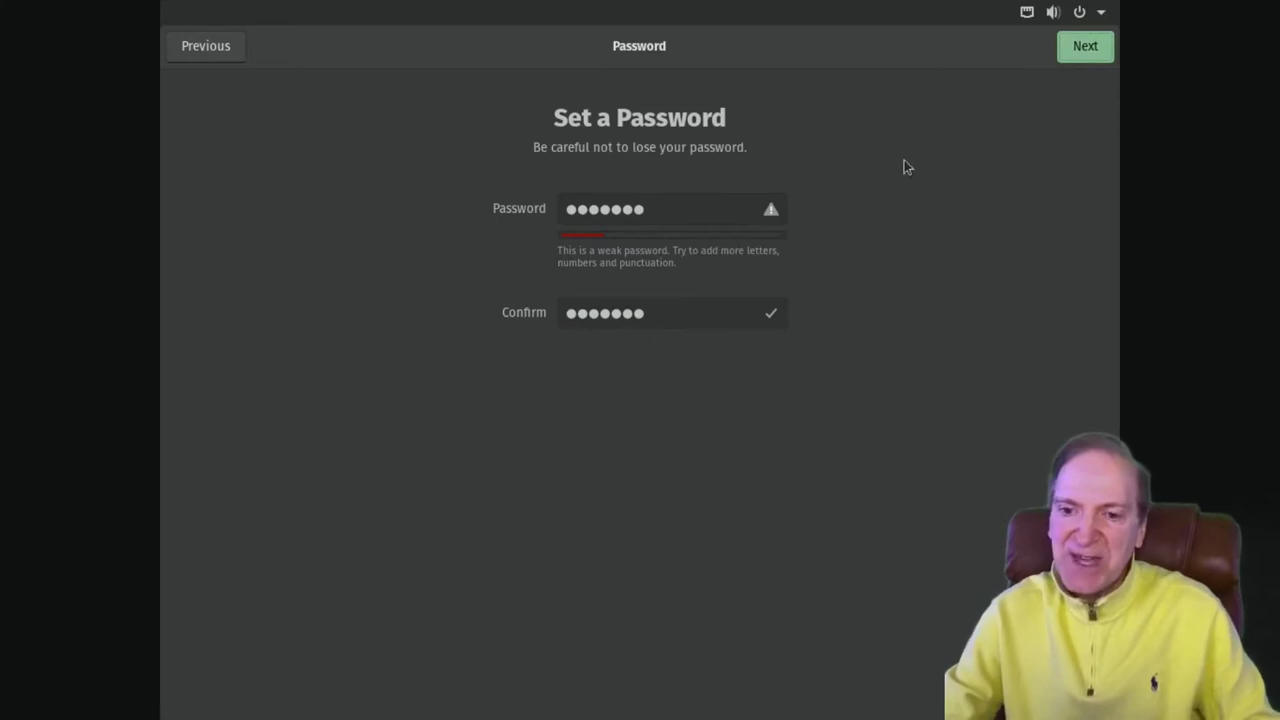 Previous
Password
Next
Set a Password
Be careful not to lose your password.
Password
This is a weak password. Try to add more letters,
numbers and punctuation.
Confirm